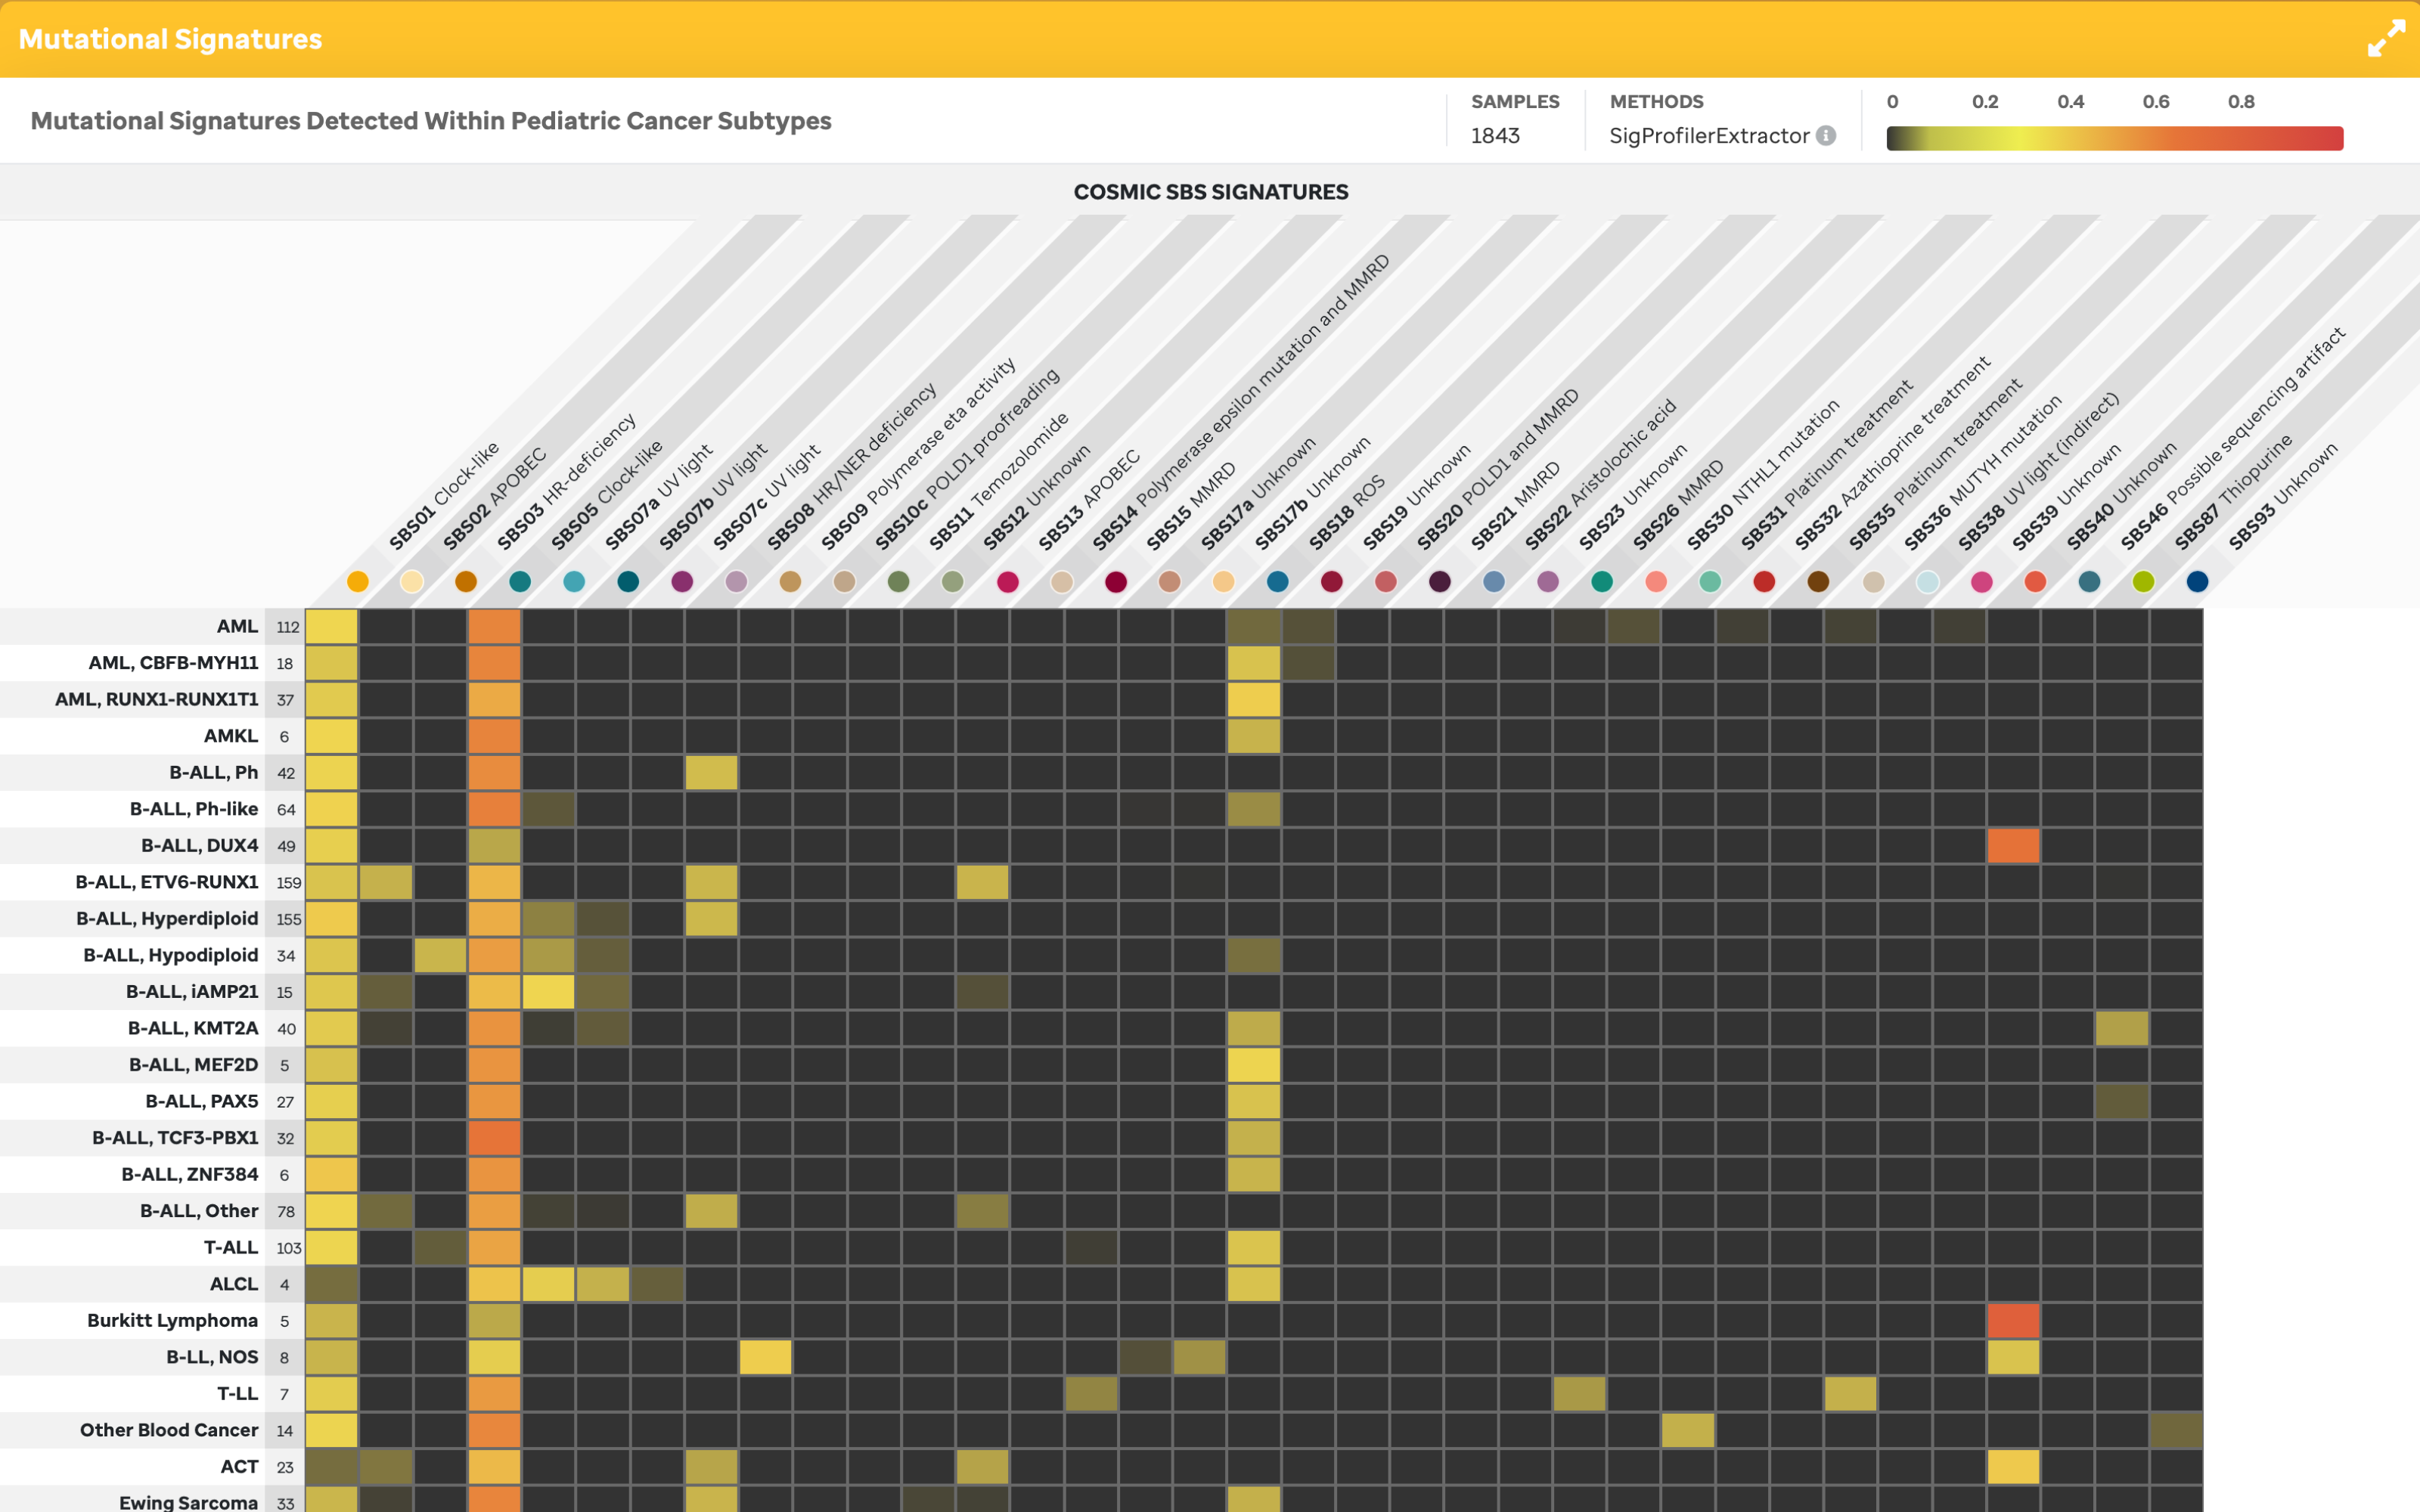 Mutational Signatures
Mutational Signatures Detected Within Pediatric Cancer Subtypes
SAMPLES
1843
METHODS
SigProfilerExtractor
0 0.2 0.4 0.6 0.8
COSMIC SBS SIGNATURES
SBS01 Clock-like
SBS02 APOBEC
SBS03 HR-deficiency
SBS05 Clock-like
SBS07a UV light
SBS07b UV light
SBS07c UV light
SBS08 HR/NER deficiency
SBS09 Polymerase eta activity
SBS10c POLD1 proofreading
SBS11 Temozolomide
SBS12 Unknown
SBS13 APOBEC
SBS14 Polymerse epsilon mutation and MMRD
SBS15 MMRD
SBS17a Unknown
SBS17b Unknown
SBS18 ROS
SBS19 Unknown
SBS20 POLD1 and MMRD
SBS21 MMRD
SBS22 Aristolochic acid
SBS23 Unknown
SBS26 MMRD
SBS30 NTHL1 mutation
SBS31 Platinum treatment
SBS32 Azathioprine treatment
SBS35 Platinum treatment
SBS36 MUTYH mutation
SBS38 UV light (indirect)
SBS39 Unknown
SBS40 Unknown
SBS46 Possible sequencing artifact
SBS87 Thiopurine
SBS93 Unknown
AML 112
AML, CBFB-MYH11 18
AML, RUNX1-RUNX1T1 37
AMKL 6
B-ALL, Ph 42
B-ALL, Ph-like 64
B-ALL, DUX4 49
B-ALL, ETV6-RUNX1 159
B-ALL, Hyperdiploid 155
B-ALL, Hypodiploid 34
B-ALL, iAMP21 15
B-ALL, KMT2A 40
B-ALL, MEF2D 5
B-ALL, PAX5 27
B-ALL, TCF3-PBX1 32
B-ALL, ZNF384 6
B-ALL, Other 78
T-ALL 103
ALCL 4
Burkitt Lymphoma 5
B-LL, NOS 8
T-LL 7
Other Blood Cancer 14
ACT 23
Ewing Sarcoma 33